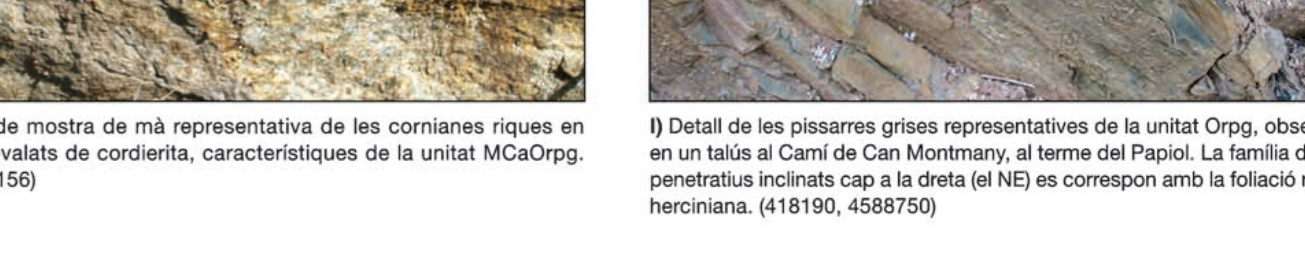 de mostra de mà representativa de les cornianes riques en
valats de cordierita, característiques de la unitat MCaOrpg.
156)
I) Detall de les pissarres grises representatives de la unitat Orpg, obse
en un talús al Camí de Can Montmany, al terme del Papiol. La família d
penetratius inclinats cap a la dreta (el NE) es correspon amb la foliació
herciniana. (418190, 4588750)